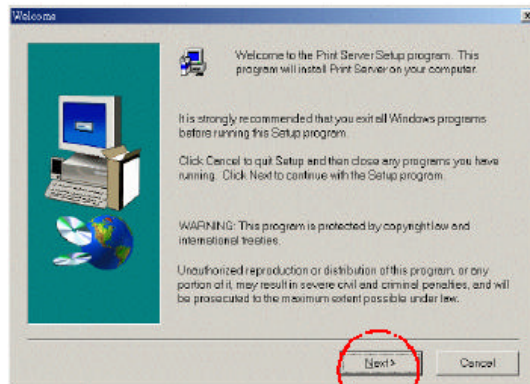 Welcome
Welcome to the Print Server Setup program. This
program will install Print Server on your computer.
It is strongly recommended that you exit all Windows programs
before running this Setup program.
Click Cancel to quit Setup and then close any programs you have
running. Click Next to continue with the Setup program.
WARNING: This program is protected by copyright law and
international treaties.
Unauthorized reproduction or distribution of this program, or any
portion of it, may result in severe civil and criminal penalties, and will
be prosecuted to the maximum extent possible under law.
Next >
Cancel